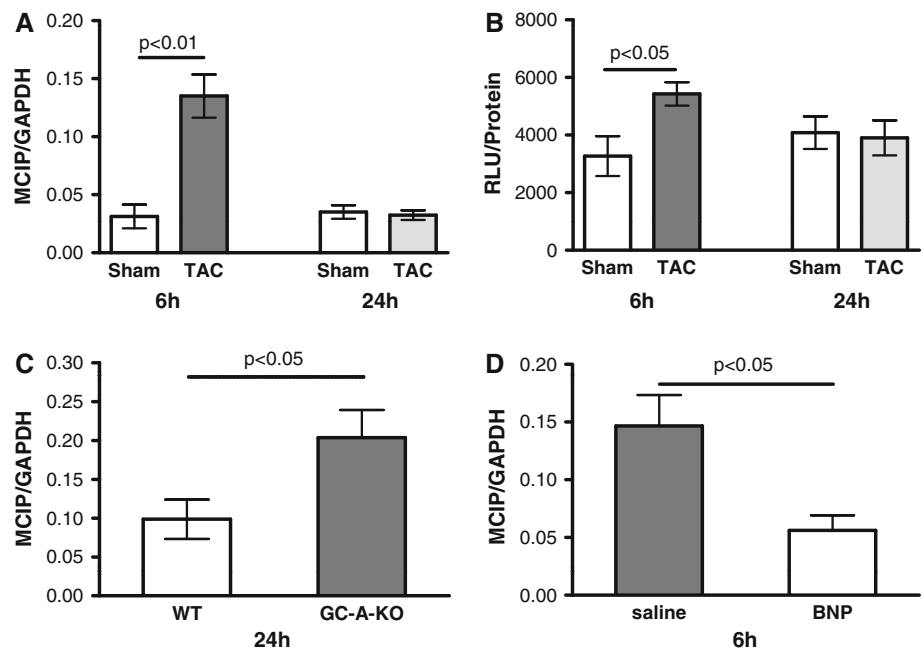 A
MCIP/GAPDH
0.20
0.15
0.10
0.05
0.00
p<0.01
Sham TAC Sham TAC
6h 24h
B
RLU/Protein
8000
6000
4000
2000
0
p<0.05
Sham TAC Sham TAC
6h 24h
C
MCIP/GAPDH
0.30
0.25
0.20
0.15
0.10
0.05
0.00
p<0.05
WT GC-A-KO
24h
D
MCIP/GAPDH
0.20
0.15
0.10
0.05
0.00
p<0.05
saline BNP
6h